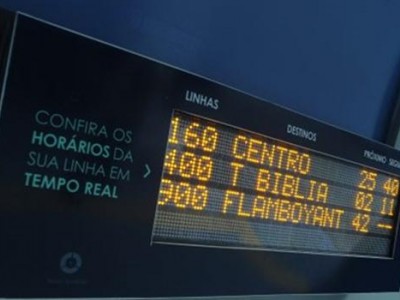 CONFIRA OS
HORÁRIOS DA
SUA LINHA EM
TEMPO REAL
LINHAS DESTINOS PRÓXIMO
160 CENTRO 25 40
400 T BIBLIA 02 11
900 FLAMBOYANT 42 --